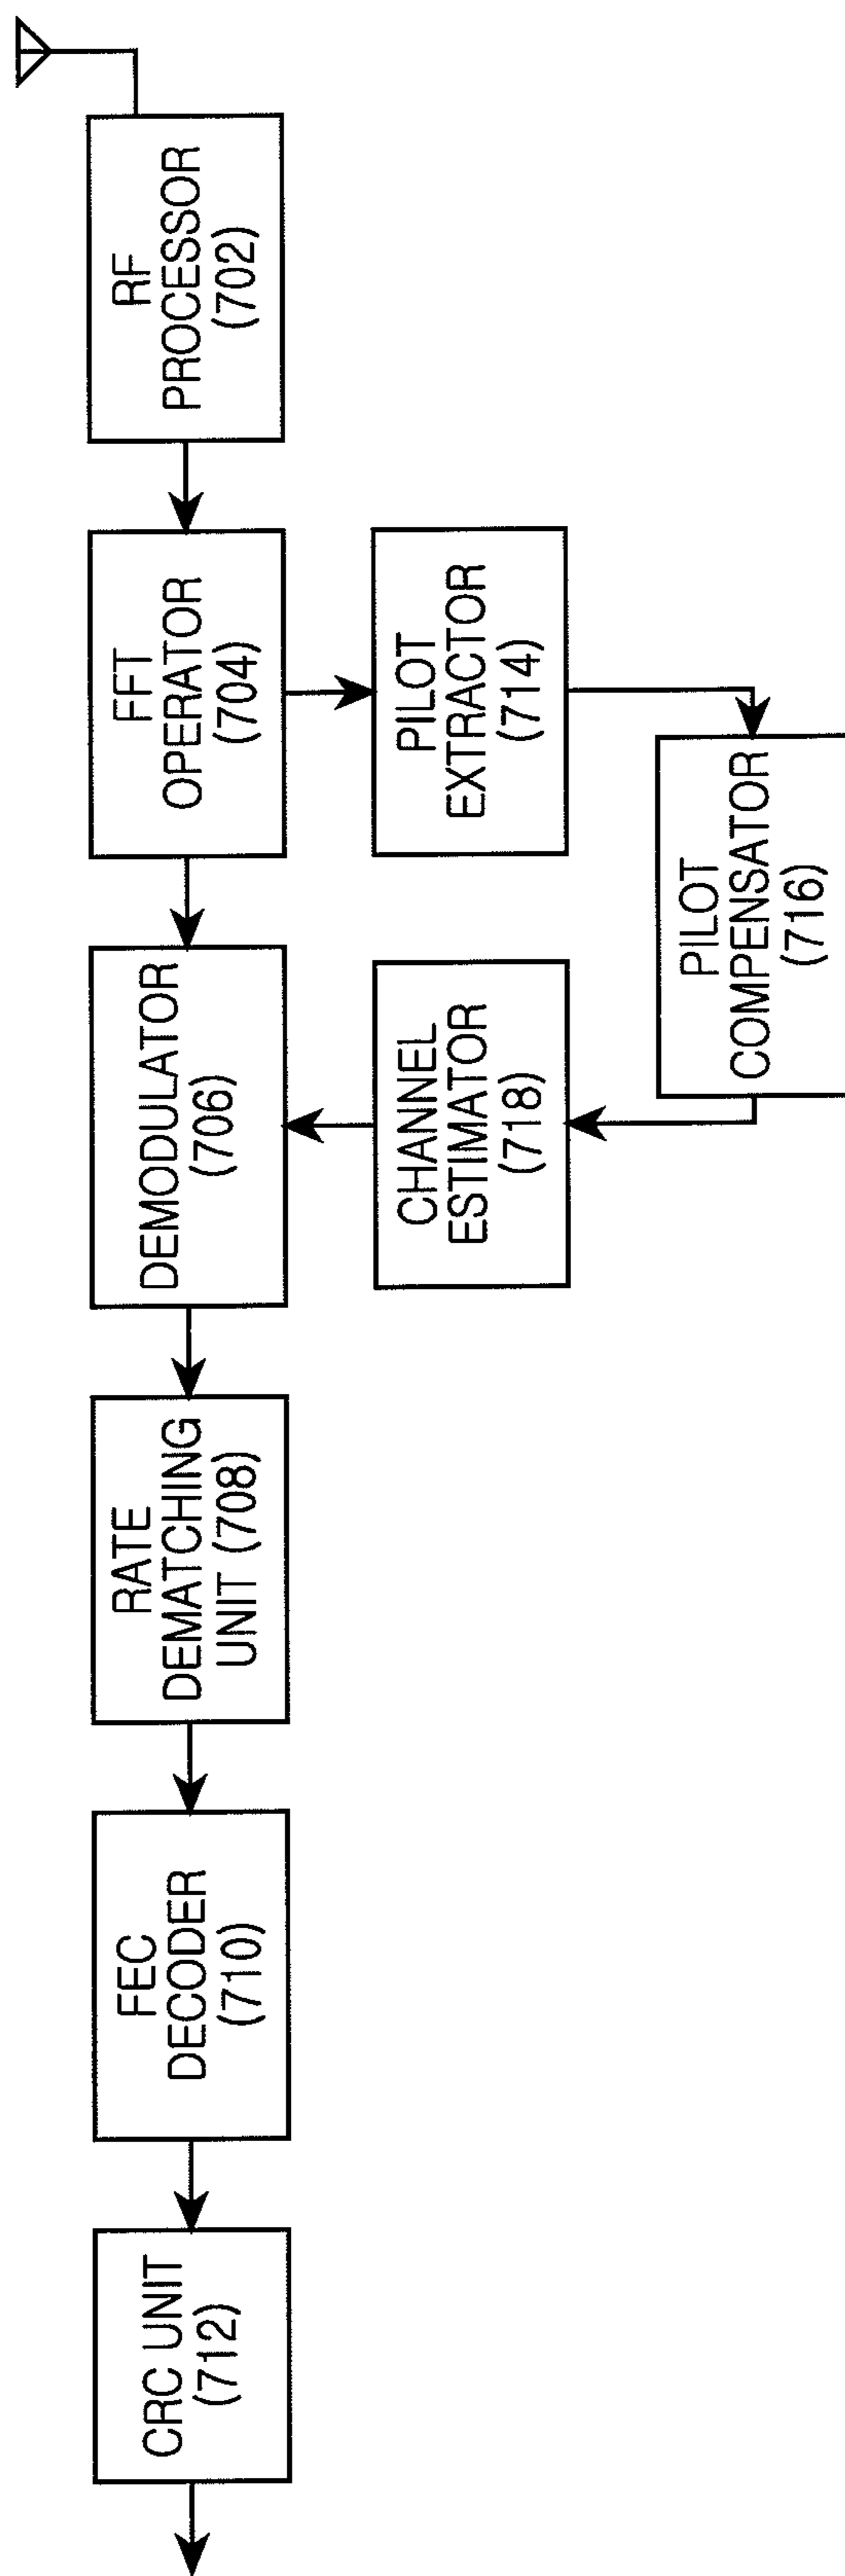 RF
PROCESSOR
(702)
FFT
OPERATOR
(704)
PILOT
EXTRACTOR
(714)
PILOT
COMPENSATOR
(716)
CHANNEL
ESTIMATOR
(718)
DEMODULATOR
(706)
RATE
DEMATCHING
UNIT (708)
FEC
DECODER
(710)
CRC UNIT
(712)